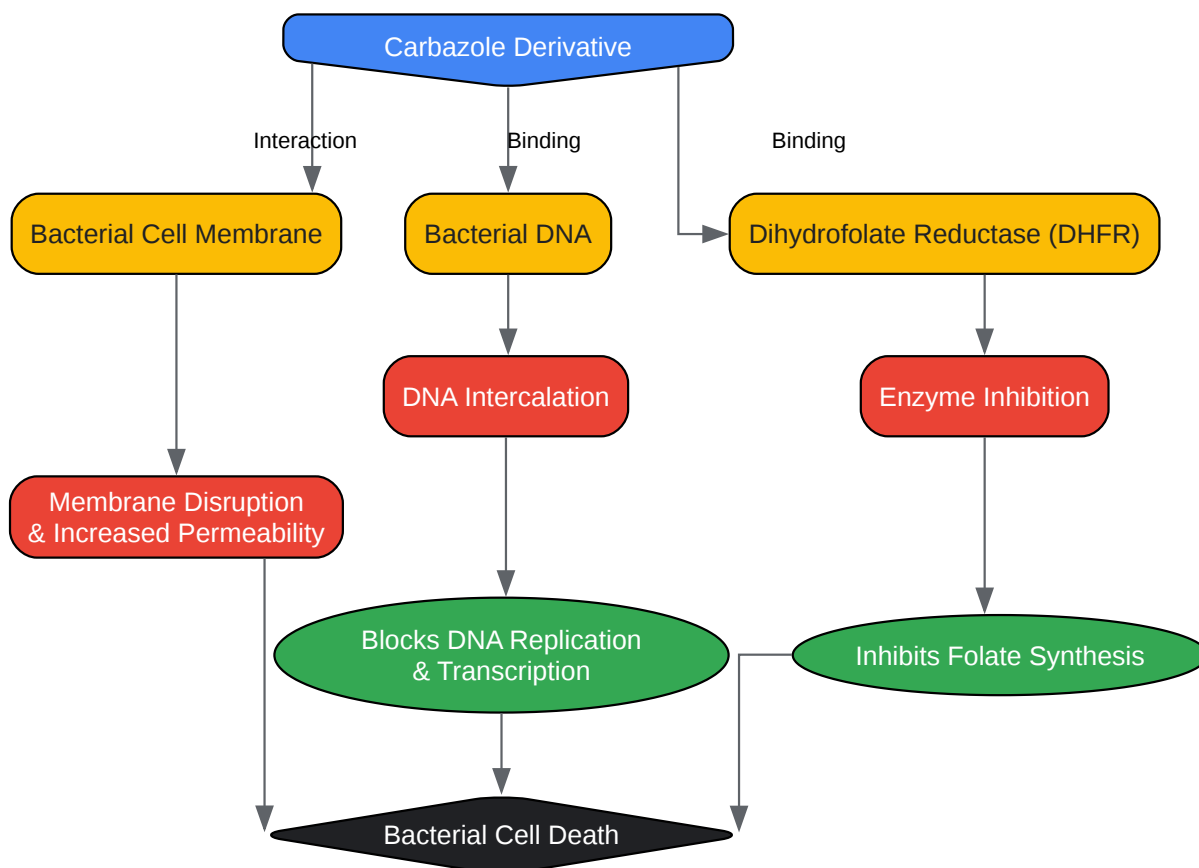 Carbazole Derivative
Interaction
Binding
Binding
Bacterial Cell Membrane
Bacterial DNA
Dihydrofolate Reductase (DHFR)
DNA Intercalation
Enzyme Inhibition
Membrane Disruption
& Increased Permeability
Blocks DNA Replication
& Transcription
Inhibits Folate Synthesis
Bacterial Cell Death